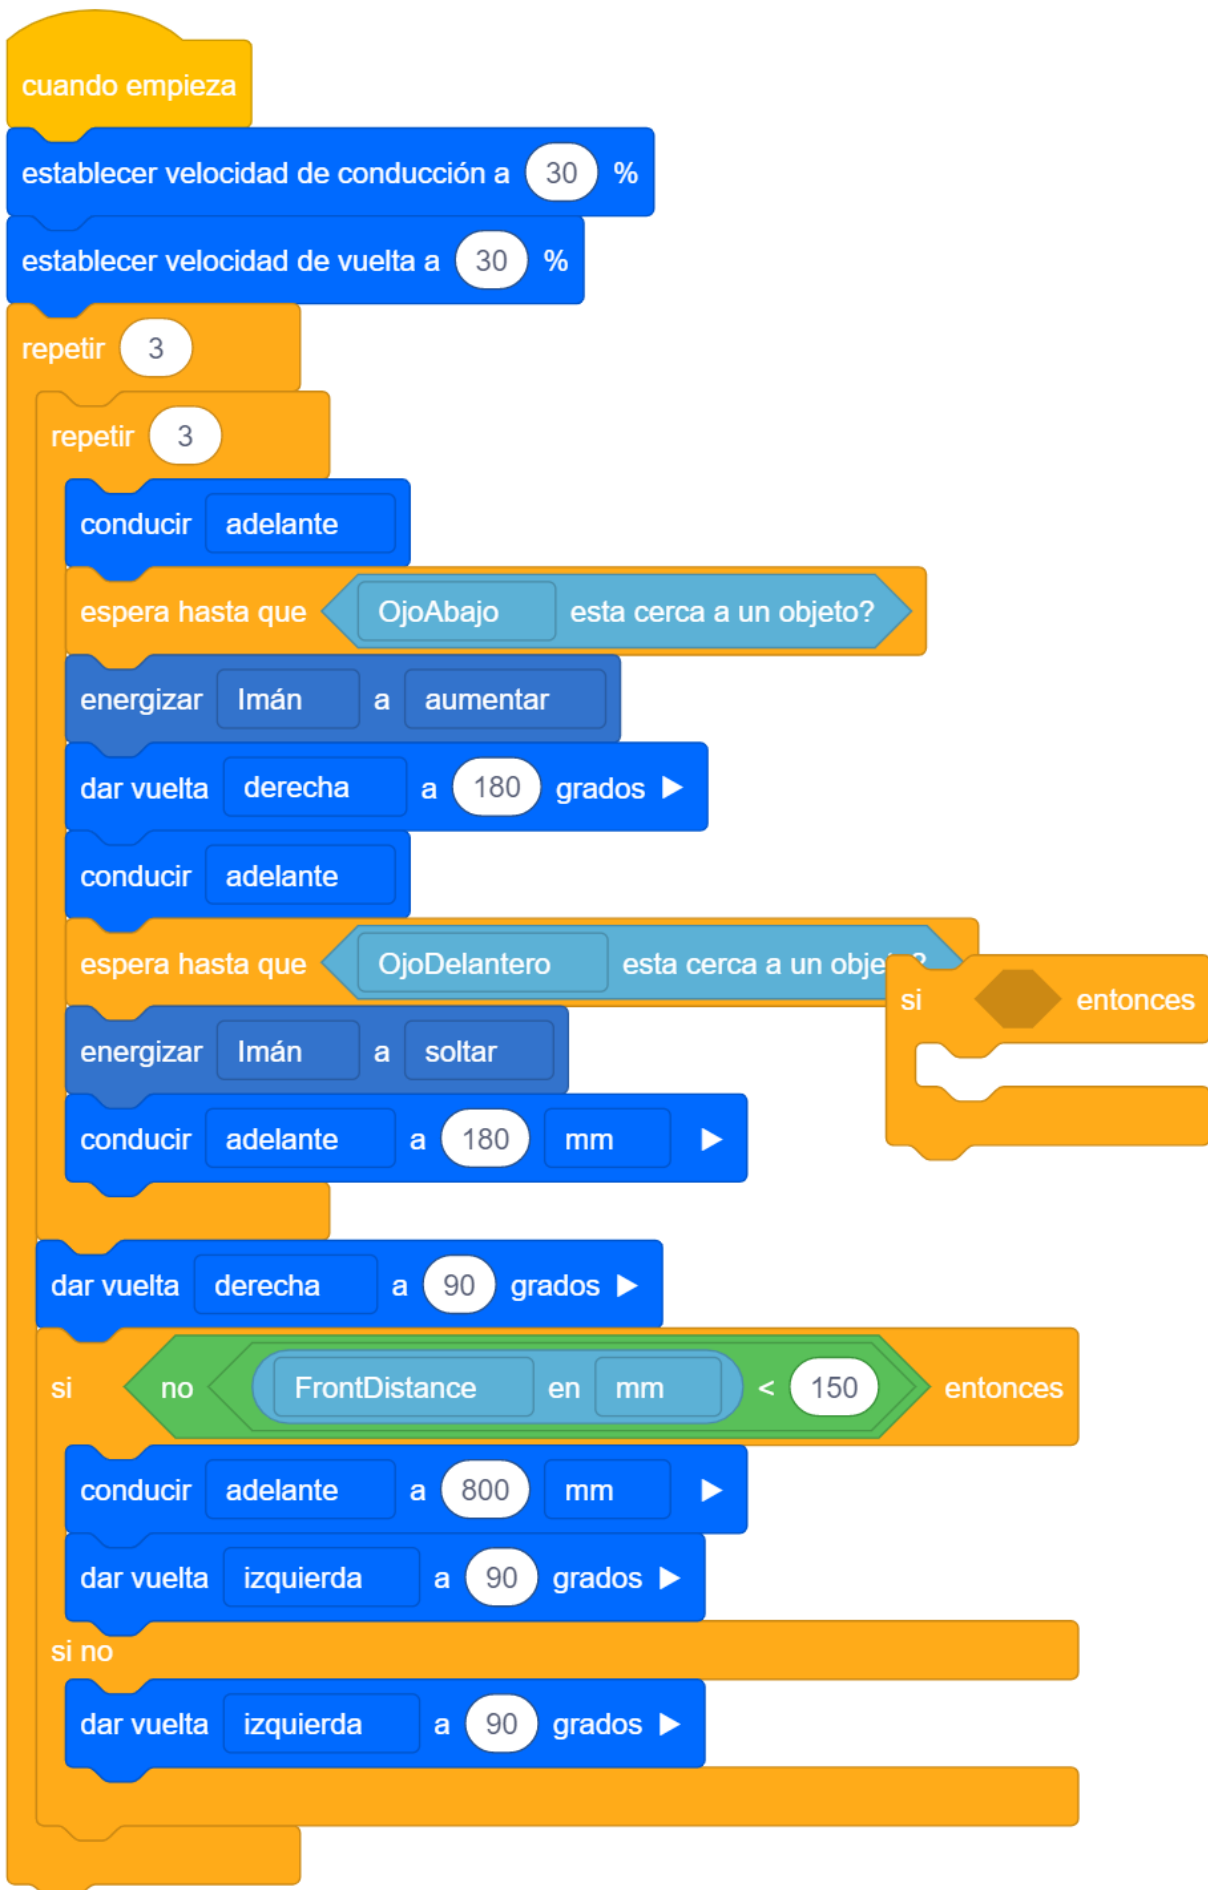 cuando empieza
establecer velocidad de conducción a 30 %
establecer velocidad de vuelta a 30 %
repetir 3
repetir 3
conducir adelante
espera hasta que OjoAbajo esta cerca a un objeto?
energizar Imán a aumentar
dar vuelta derecha a 180 grados
conducir adelante
espera hasta que OjoDelantero esta cerca a un obje
si entonces
energizar Imán a soltar
conducir adelante a 180 mm
dar vuelta derecha a 90 grados
si no FrontDistance en mm < 150 entonces
conducir adelante a 800 mm
dar vuelta izquierda a 90 grados
si no
dar vuelta izquierda a 90 grados